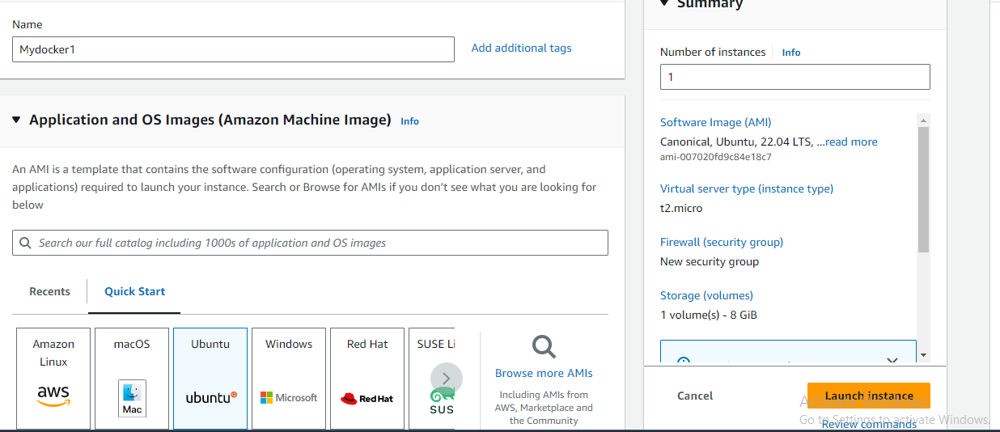 Name
Mydocker1
Add additional tags
▼ Application and OS Images (Amazon Machine Image) Info
An AMI is a template that contains the software configuration (operating system, application server, and
applications) required to launch your instance. Search or Browse for AMIs if you don't see what you are looking for
below
Search our full catalog including 1000s of application and OS images
Recents
Quick Start
Amazon
Linux
aws
macOS
Mac
Ubuntu
ubuntu
Windows
Microsoft
Red Hat
Red Hat
SUSE Li
SUS
Browse more AMIs
Including AMIs from
AWS, Marketplace and
the Community
▼ Summary
Number of instances Info
1
Software Image (AMI)
Canonical, Ubuntu, 22.04 LTS, ...read more
ami-007020fd9c84e18c7
Virtual server type (instance type)
t2.micro
Firewall (security group)
New security group
Storage (volumes)
1 volume(s) - 8 GiB
Cancel
Launch instance
Review commands
Activate Windows
Go to Settings to activate Windows.